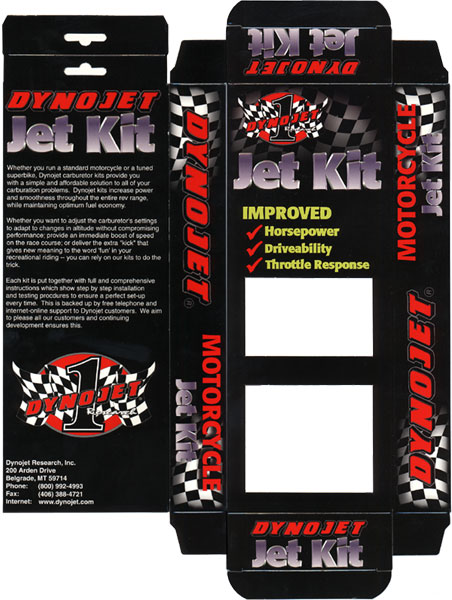 DYNOJET
Jet Kit
Whether you run a standard motorcycle or a tuned
superbike, Dynojet carburetor kits provide you
with a simple and affordable solution to all of your
carburation problems. Dynojet kits increase power
and smoothness throughout the entire rev range,
while maintaining optimum fuel economy.
Whether you want to adjust the carburetor's settings
to adapt to changes in altitude without compromising
performance; provide an immediate boost of speed
on the race course; or deliver the extra "kick" that
gives new meaning to the word 'fun' in your
recreational riding -- you can rely on our kits to do the
trick.
Each kit is put together with full and comprehensive
instructions which show step by step installation
and testing procdures to ensure a perfect set-up
every time. This is backed up by free telephone and
internet-online support to Dynojet customers. We aim
to please all our customers and continuing
development ensures this.
1
DYNOJET
Research, Inc.
Dynojet Research, Inc.
200 Arden Drive
Belgrade, MT 59714
Phone: (800) 992-4993
Fax: (406) 388-4721
Internet: www.dynojet.com
DYNOJET®
MOTORCYCLE
Jet Kit
Jet Kit
DYNOJET
1
DYNOJET
Jet Kit
IMPROVED
Horsepower
Driveability
Throttle Response
DYNOJET
Jet Kit
MOTORCYCLE
Jet Kit
DYNOJET®